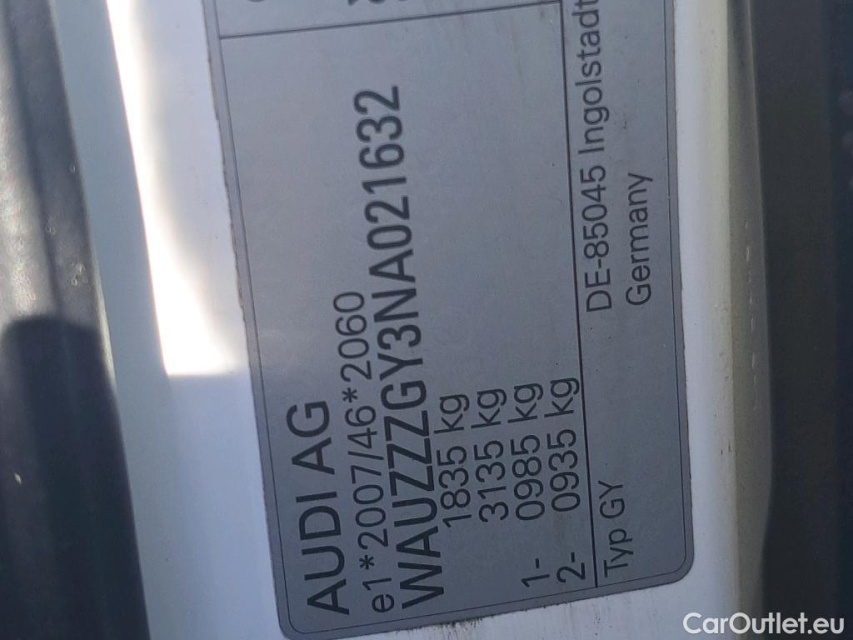 AUDI AG
e1*2007/46*2060
WAUZZZGY3NA021632
1835 kg
3135 kg
1- 0985 kg
2- 0935 kg
Typ GY
DE-85045 Ingolstadt
Germany
CarOutlet.eu